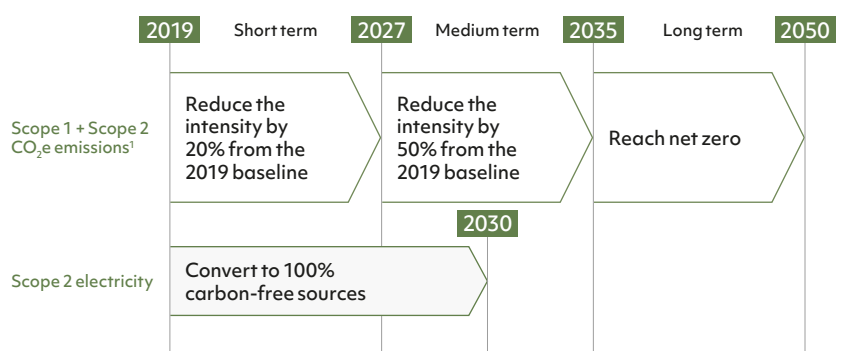 2019 Short term 2027 Medium term 2035 Long term 2050
Scope 1 + Scope 2
CO₂e emissions¹
Reduce the
intensity by
20% from the
2019 baseline
Reduce the
intensity by
50% from the
2019 baseline
Reach net zero
2030
Scope 2 electricity
Convert to 100%
carbon-free sources